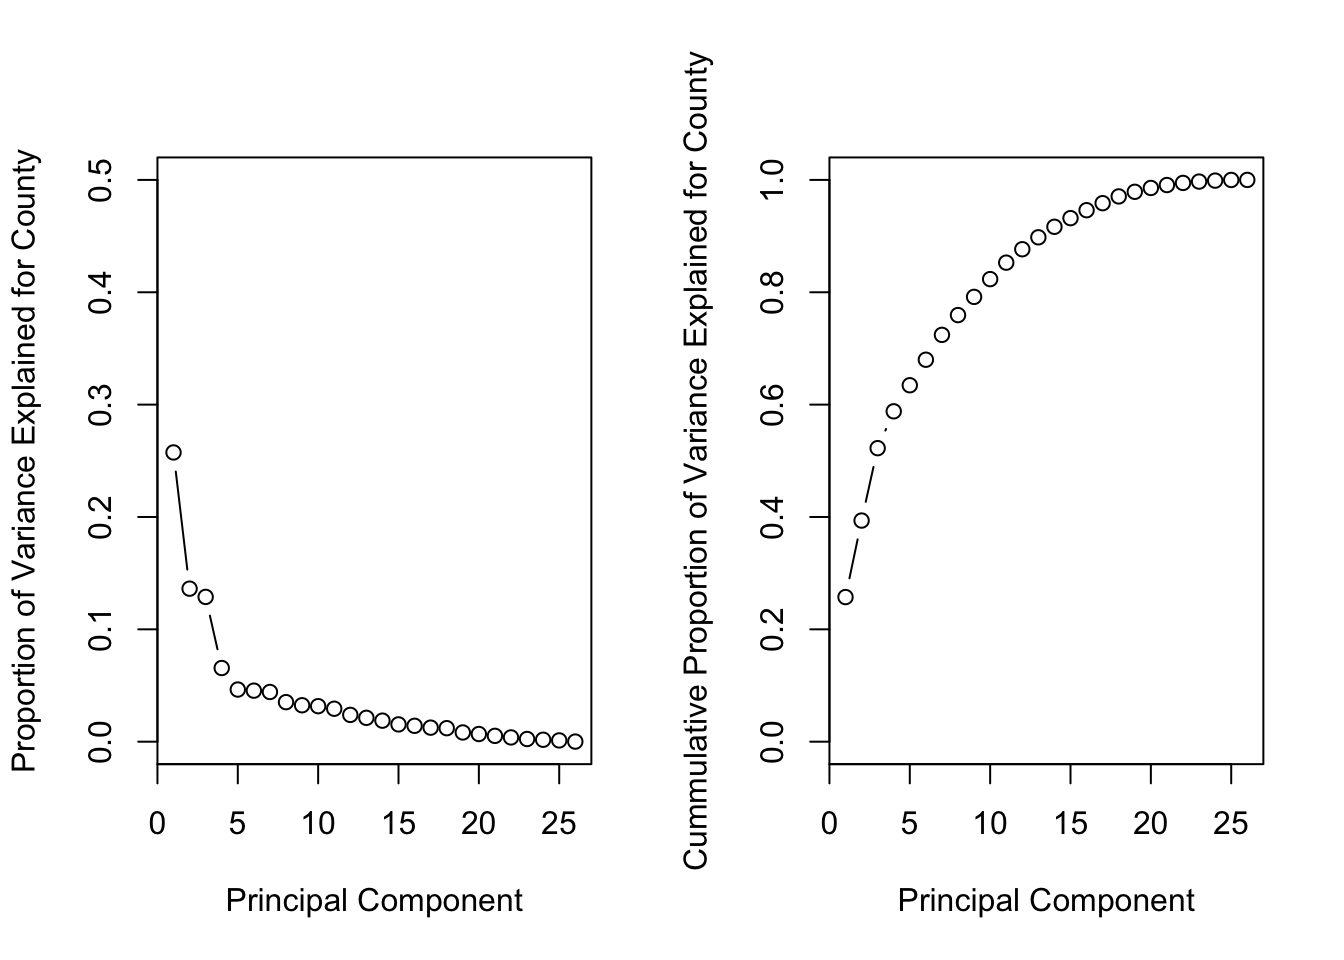 Proportion of Variance Explained for County
0.5
0.4
0.3
0.2
0.1
0.0
0 5 10 15 20 25
Principal Component
Cummulative Proportion of Variance Explained for County
1.0
0.8
0.6
0.4
0.2
0.0
0 5 10 15 20 25
Principal Component